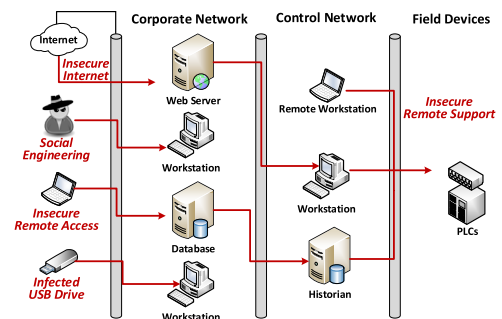 Corporate Network
Control Network
Field Devices
Internet
Insecure
Internet
Web Server
Remote Workstation
Insecure
Remote Support
Social
Engineering
Workstation
Workstation
PLCs
Insecure
Remote Access
Database
Historian
Infected
USB Drive
Workstation